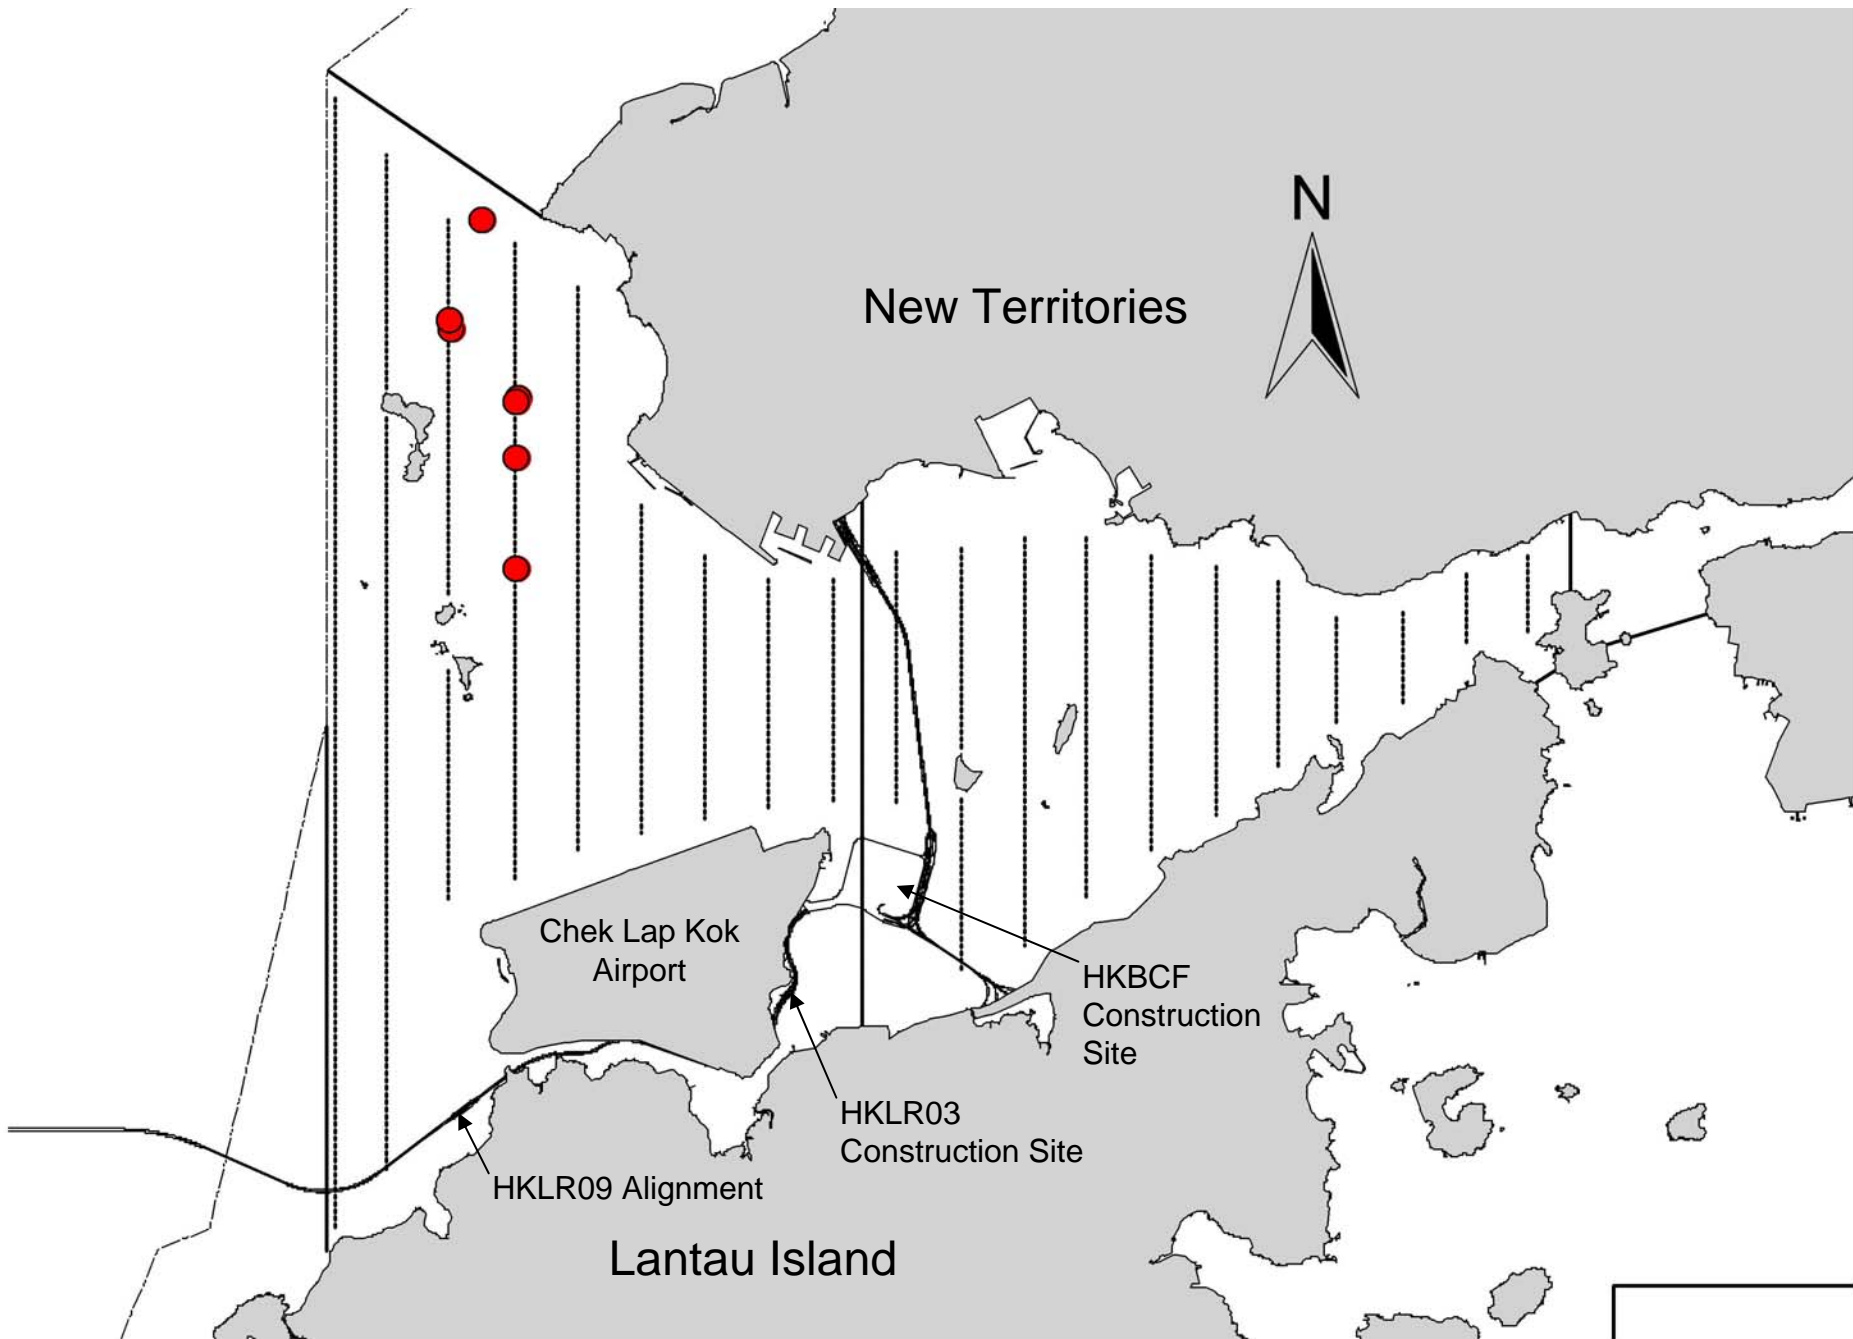 N
New Territories
Chek Lap Kok
Airport
HKBCF
Construction
Site
HKLR03
Construction Site
HKLR09 Alignment
Lantau Island